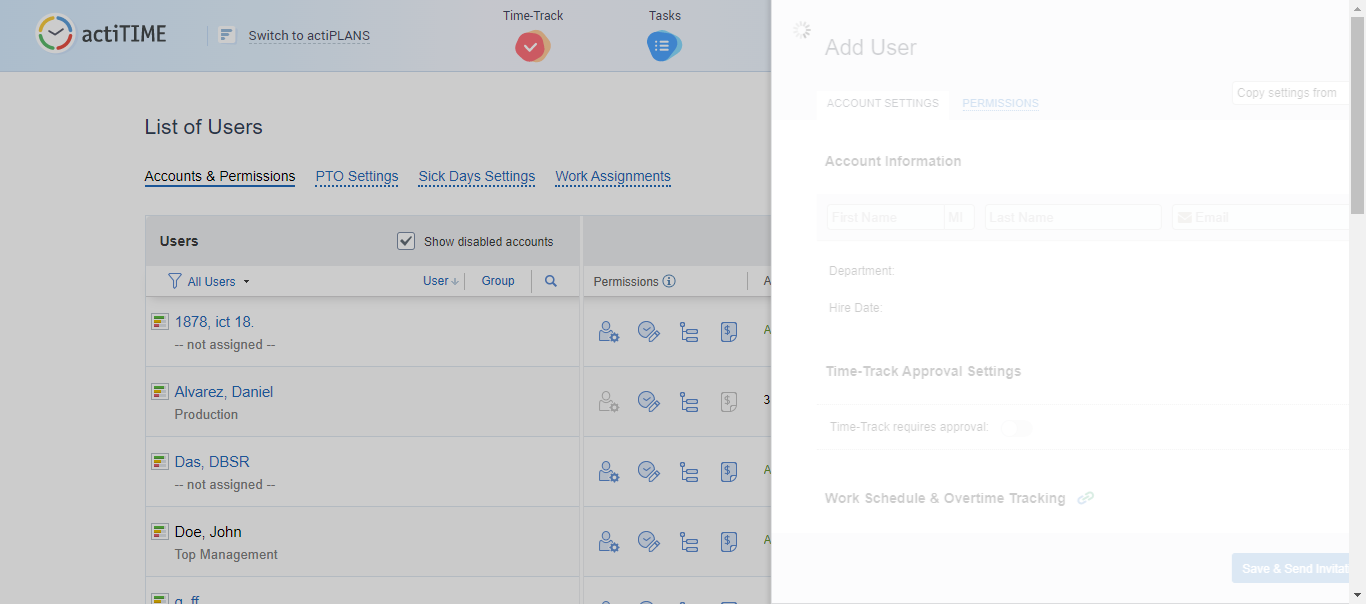 actiTIME
Switch to actiPLANS
Time-Track
Tasks
List of Users
Accounts & Permissions
PTO Settings
Sick Days Settings
Work Assignments
Users
Show disabled accounts
All Users
User
Group
Permissions
A
1878, ict 18.
-- not assigned --
A
Alvarez, Daniel
Production
3
Das, DBSR
-- not assigned --
A
Doe, John
Top Management
A
g, ff
Add User
ACCOUNT SETTINGS
PERMISSIONS
Copy settings from
Account Information
First Name
MI
Last Name
Email
Department:
Hire Date:
Time-Track Approval Settings
Time-Track requires approval:
Work Schedule & Overtime Tracking
Save & Send Invitat